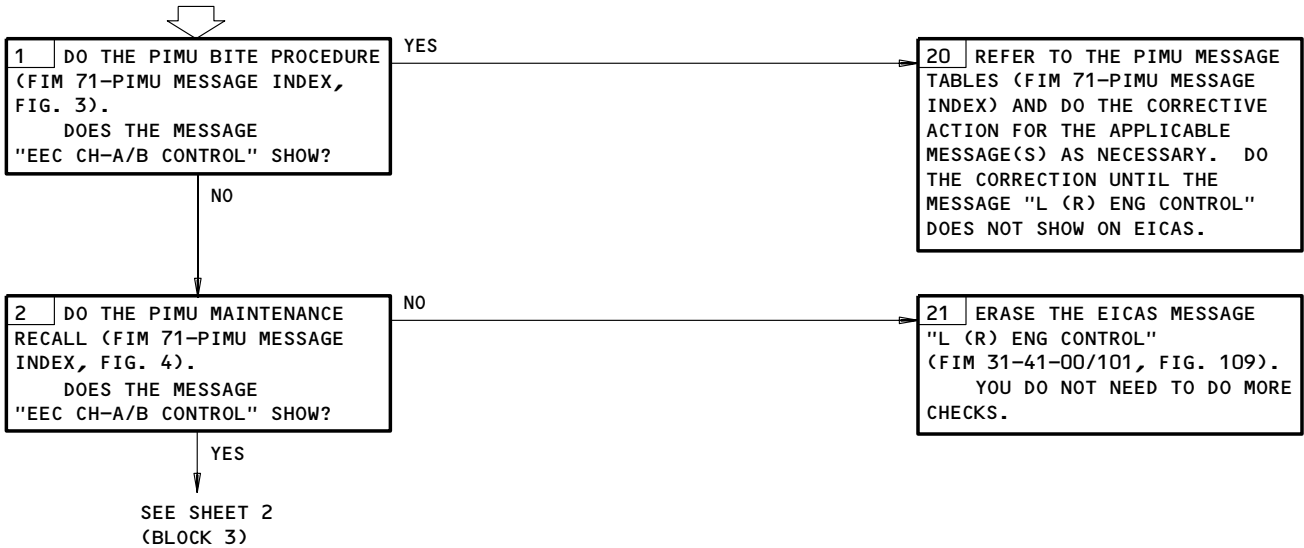 1 DO THE PIMU BITE PROCEDURE
(FIM 71-PIMU MESSAGE INDEX,
FIG. 3).
DOES THE MESSAGE
"EEC CH-A/B CONTROL" SHOW?
YES
20 REFER TO THE PIMU MESSAGE
TABLES (FIM 71-PIMU MESSAGE
INDEX) AND DO THE CORRECTIVE
ACTION FOR THE APPLICABLE
MESSAGE(S) AS NECESSARY. DO
THE CORRECTION UNTIL THE
MESSAGE "L (R) ENG CONTROL"
DOES NOT SHOW ON EICAS.
NO
2 DO THE PIMU MAINTENANCE
RECALL (FIM 71-PIMU MESSAGE
INDEX, FIG. 4).
DOES THE MESSAGE
"EEC CH-A/B CONTROL" SHOW?
NO
21 ERASE THE EICAS MESSAGE
"L (R) ENG CONTROL"
(FIM 31-41-00/101, FIG. 109).
YOU DO NOT NEED TO DO MORE
CHECKS.
YES
SEE SHEET 2
(BLOCK 3)